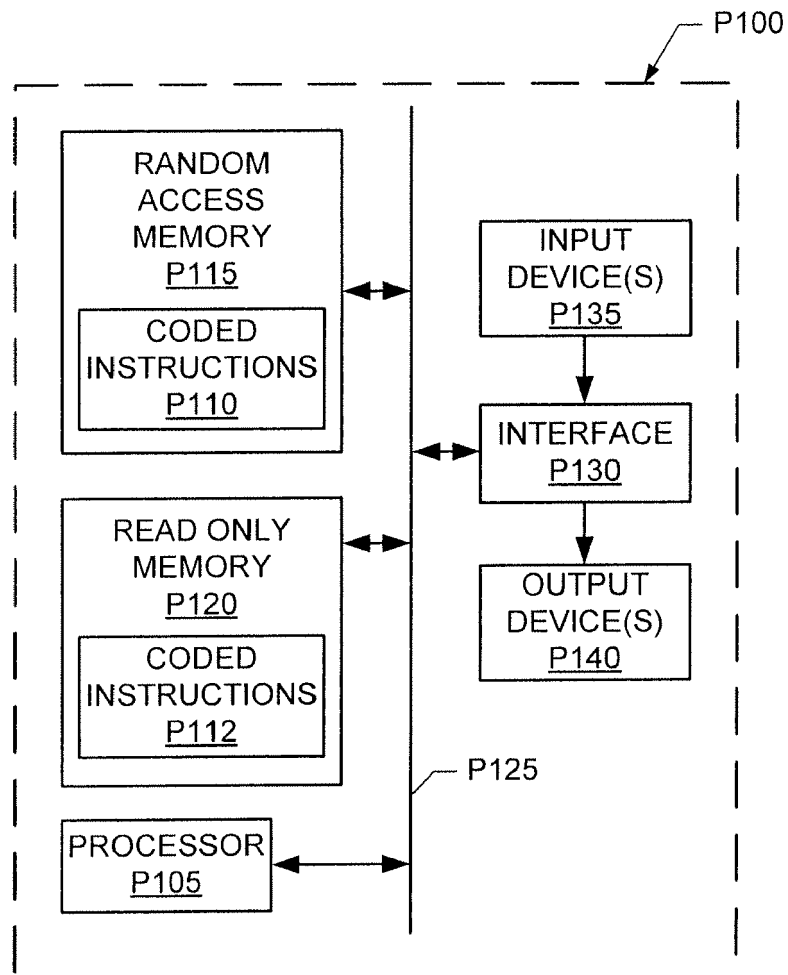 P100
RANDOM
ACCESS
MEMORY
P115
CODED
INSTRUCTIONS
P110
READ ONLY
MEMORY
P120
CODED
INSTRUCTIONS
P112
PROCESSOR
P105
INPUT
DEVICE(S)
P135
INTERFACE
P130
OUTPUT
DEVICE(S)
P140
P125